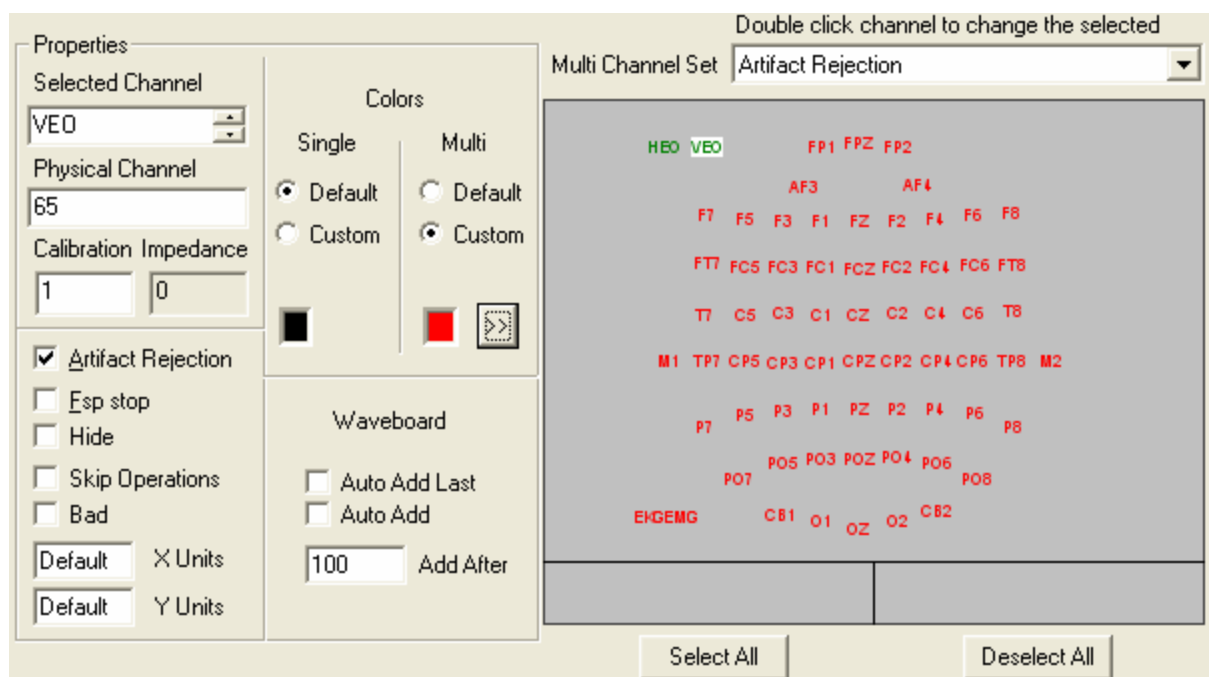 Double click channel to change the selected
Properties
Multi Channel Set Artifact Rejection
Selected Channel
VEO
Physical Channel
65
Calibration Impedance
1 0
Colors
Single Multi
Default Default
Custom Custom
>>
Artifact Rejection
Fsp stop
Hide
Skip Operations
Bad
Default X Units
Default Y Units
Waveboard
Auto Add Last
Auto Add
100 Add After
HEO VEO FP1 FPZ FP2
AF3 AF4
F7 F5 F3 F1 FZ F2 F4 F6 F8
FT7 FC5 FC3 FC1 FCZ FC2 FC4 FC6 FT8
T7 C5 C3 C1 CZ C2 C4 C6 T8
M1 TP7 CP5 CP3 CP1 CPZ CP2 CP4 CP6 TP8 M2
P7 P5 P3 P1 PZ P2 P4 P6 P8
PO7 PO5 PO3 POZ PO4 PO6 PO8
EKGEMG CB1 O1 OZ O2 CB2
Select All Deselect All